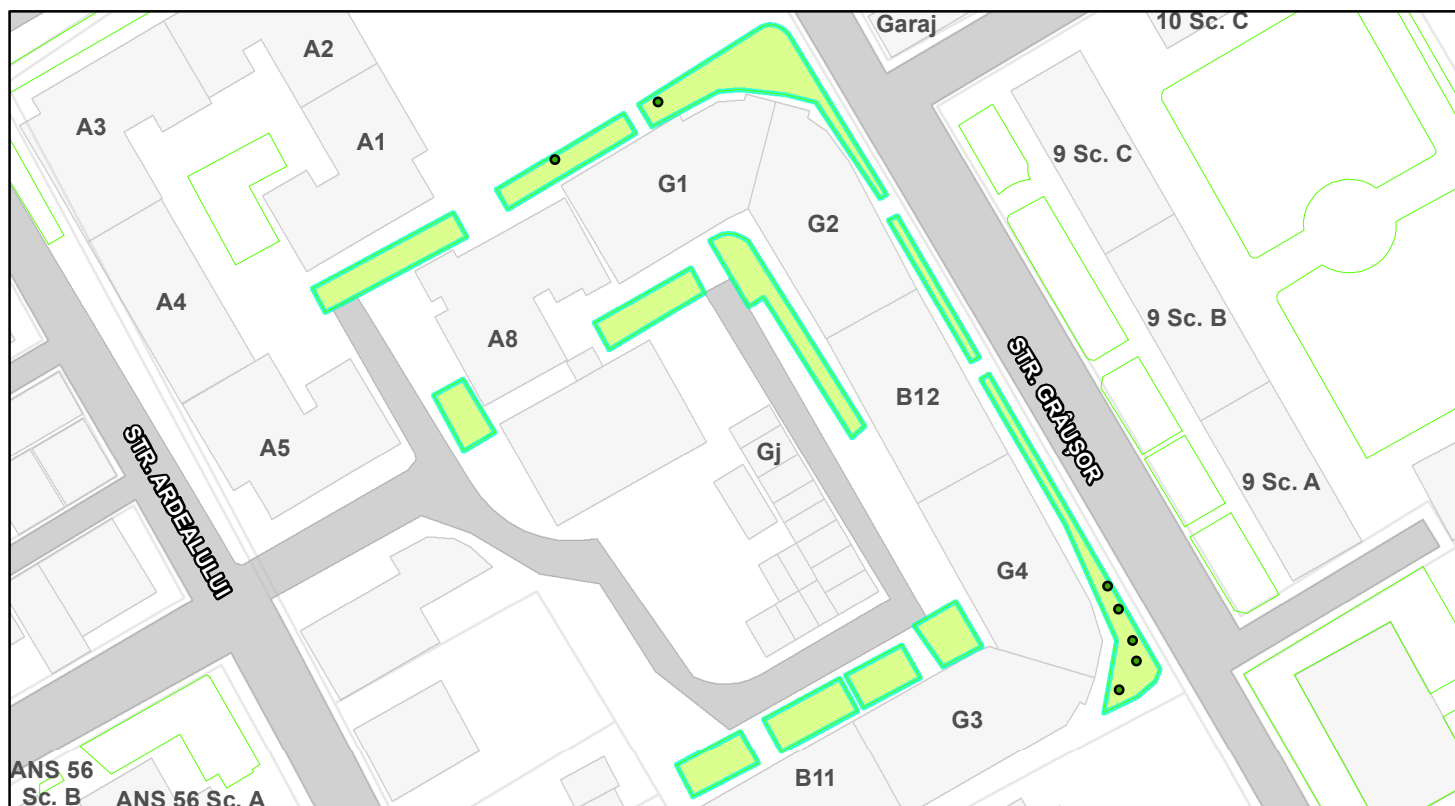 Garaj
10 Sc. C
A2
A3
A1
9 Sc. C
G1
G2
A4
9 Sc. B
A8
STR. GRÂUȘOR
B12
A5
Gj
STR. ARDEALULUI
9 Sc. A
G4
G3
ANS 56
Sc. B
ANS 56 Sc. A
B11